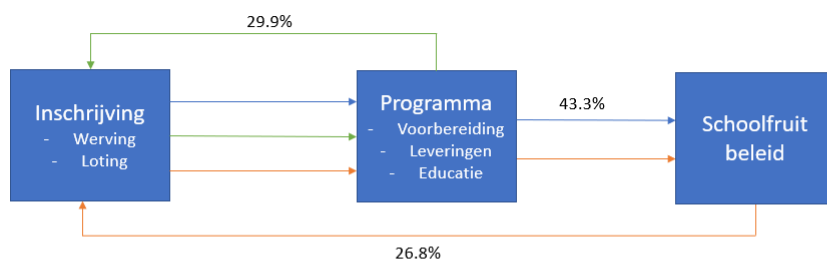 29.9%
Inschrijving
- Werving
- Loting
Programma
- Voorbereiding
- Leveringen
- Educatie
43.3%
Schoolfruit
beleid
26.8%